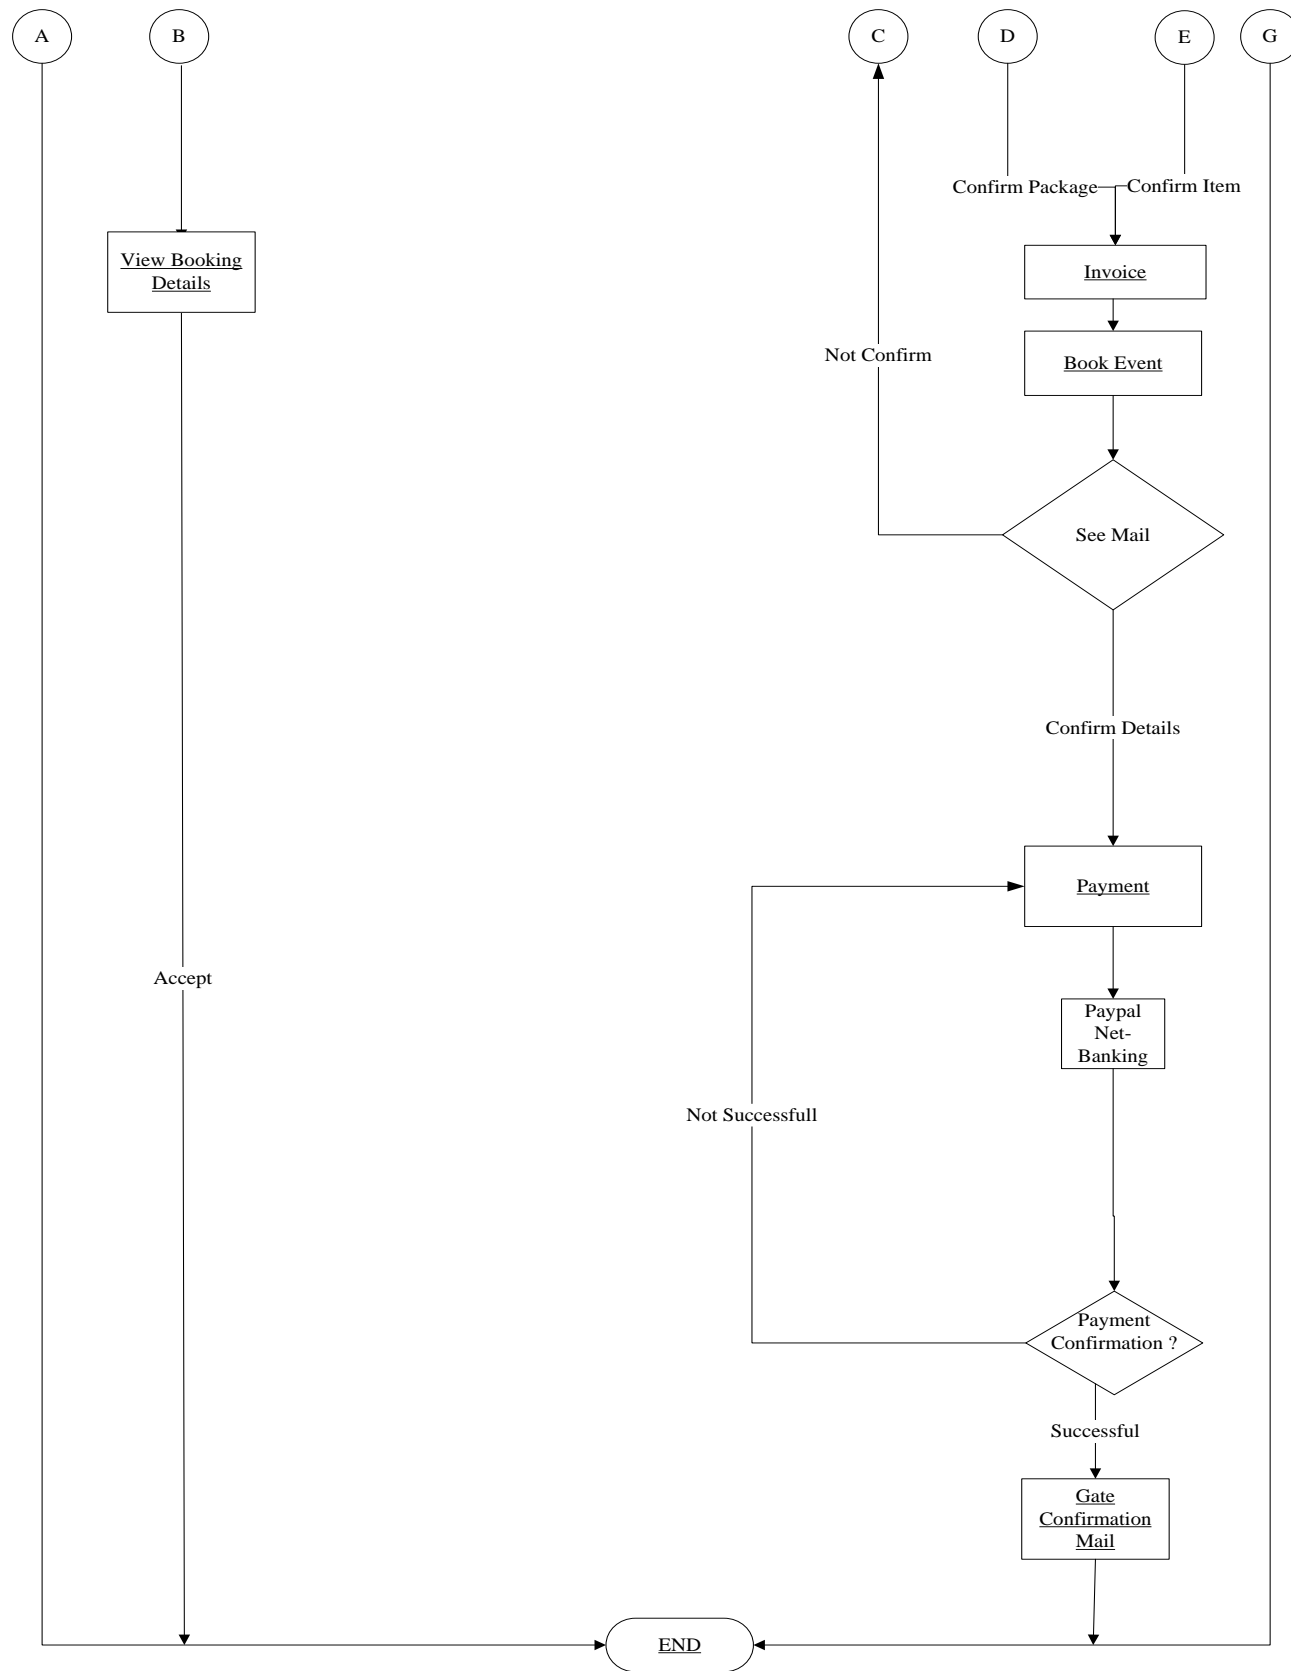 A
B
C
D
E
G
Confirm Package
Confirm Item
View Booking
Details
Invoice
Not Confirm
Book Event
See Mail
Confirm Details
Payment
Accept
Paypal
Net-
Banking
Not Successfull
Payment
Confirmation ?
Successful
Gate
Confirmation
Mail
END